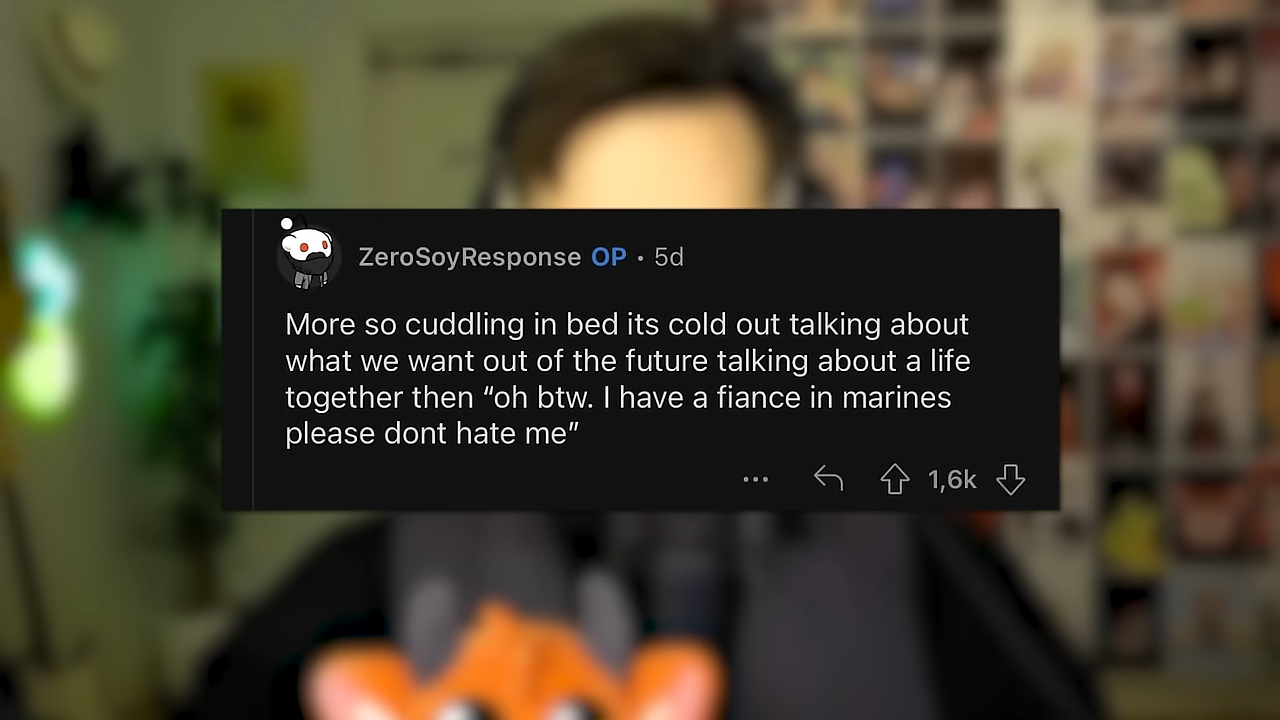 ZeroSoyResponse OP · 5d
More so cuddling in bed its cold out talking about
what we want out of the future talking about a life
together then “oh btw. I have a fiance in marines
please dont hate me”
... 1,6k